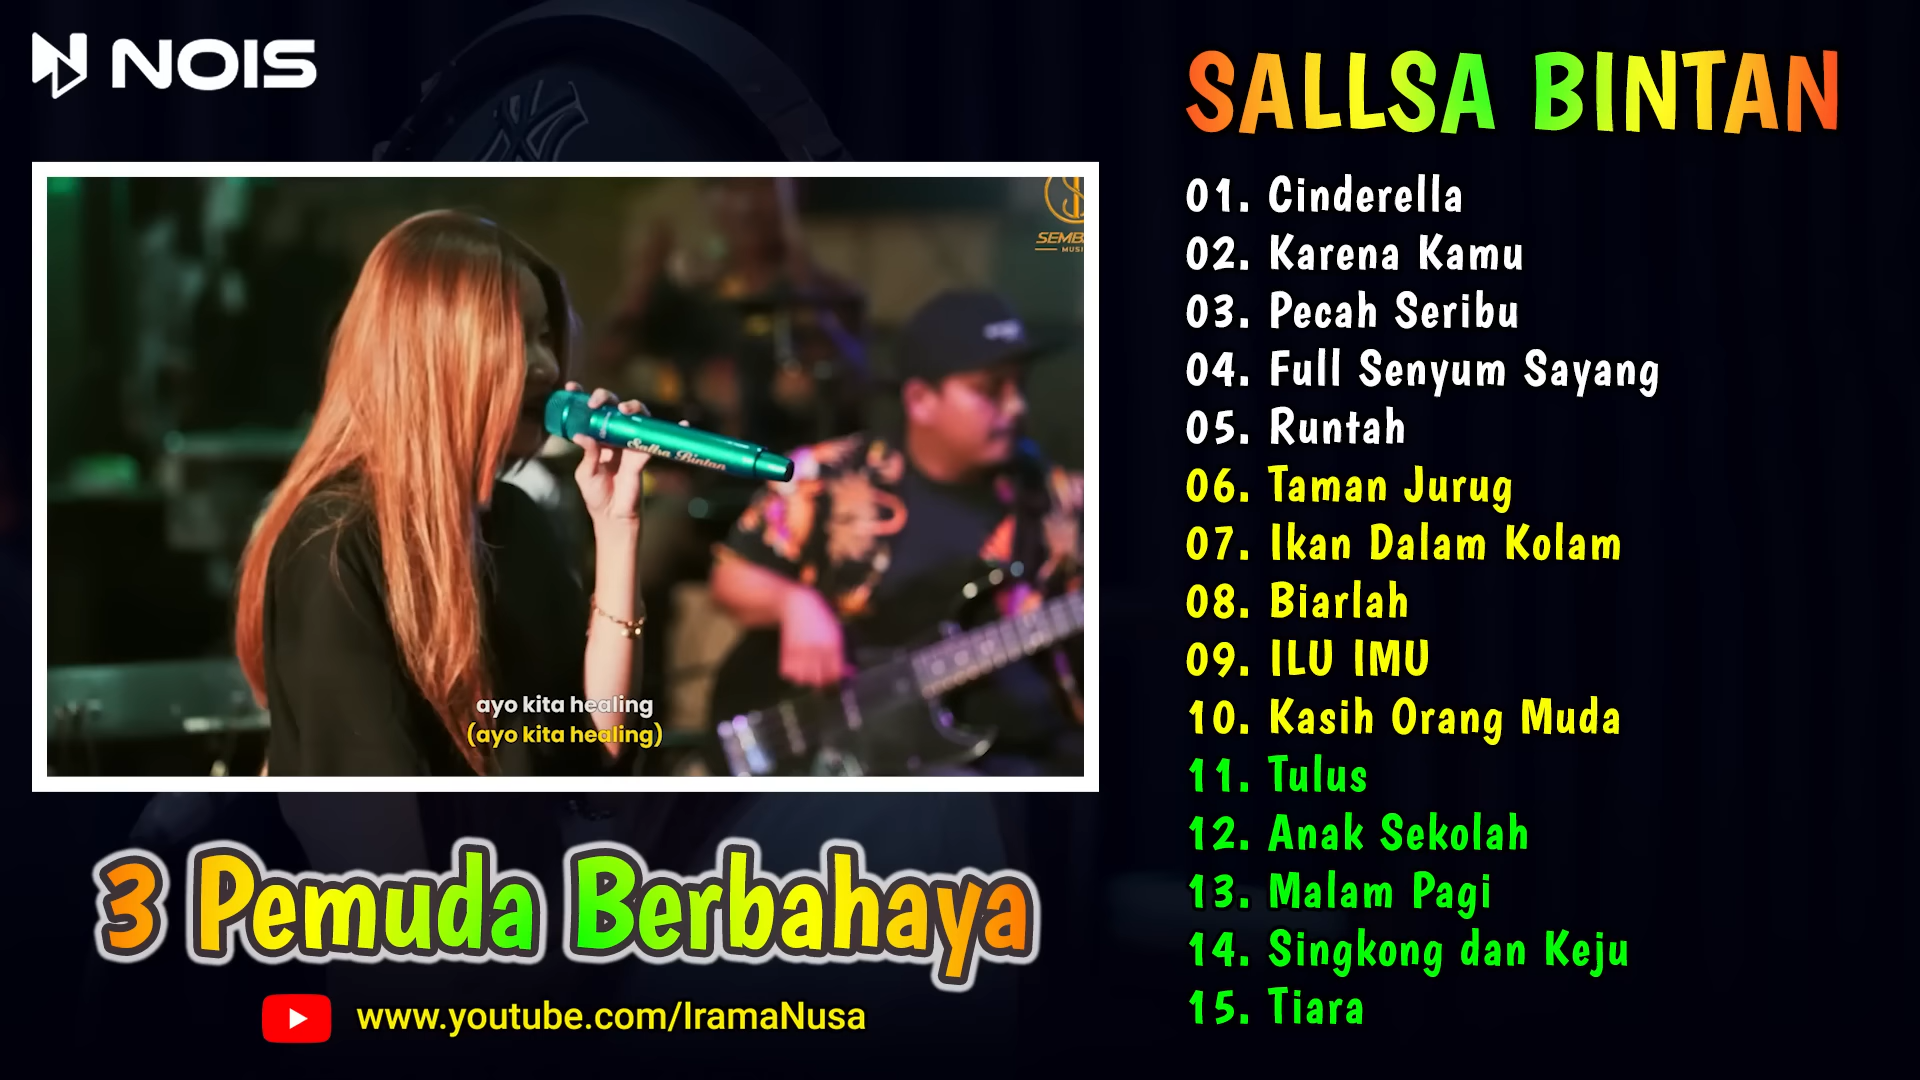 NOIS
SALLSA BINTAN
01. Cinderella
02. Karena Kamu
03. Pecah Seribu
04. Full Senyum Sayang
05. Runtah
06. Taman Jurug
07. Ikan Dalam Kolam
08. Biarlah
09. ILU IMU
10. Kasih Orang Muda
11. Tulus
12. Anak Sekolah
13. Malam Pagi
14. Singkong dan Keju
15. Tiara
NY
Sallsa Bintan
ayo kita healing
(ayo kita healing)
3 Pemuda Berbahaya
www.youtube.com/IramaNusa